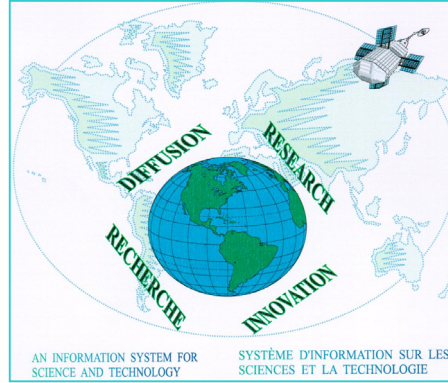 DIFFUSION
RESEARCH
RECHERCHE
INNOVATION
AN INFORMATION SYSTEM FOR
SCIENCE AND TECHNOLOGY
SYSTÈME D'INFORMATION SUR LES
SCIENCES ET LA TECHNOLOGIE